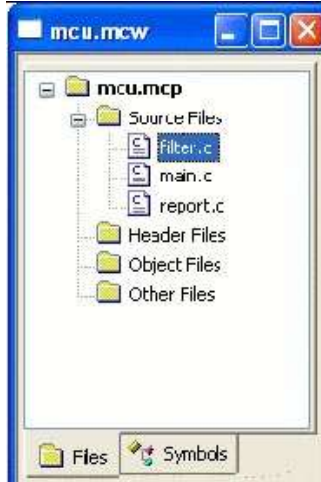 mcu.mcw
mcu.mcp
Source Files
filter.c
main.c
report.c
Header Files
Object Files
Other Files
Files
Symbols